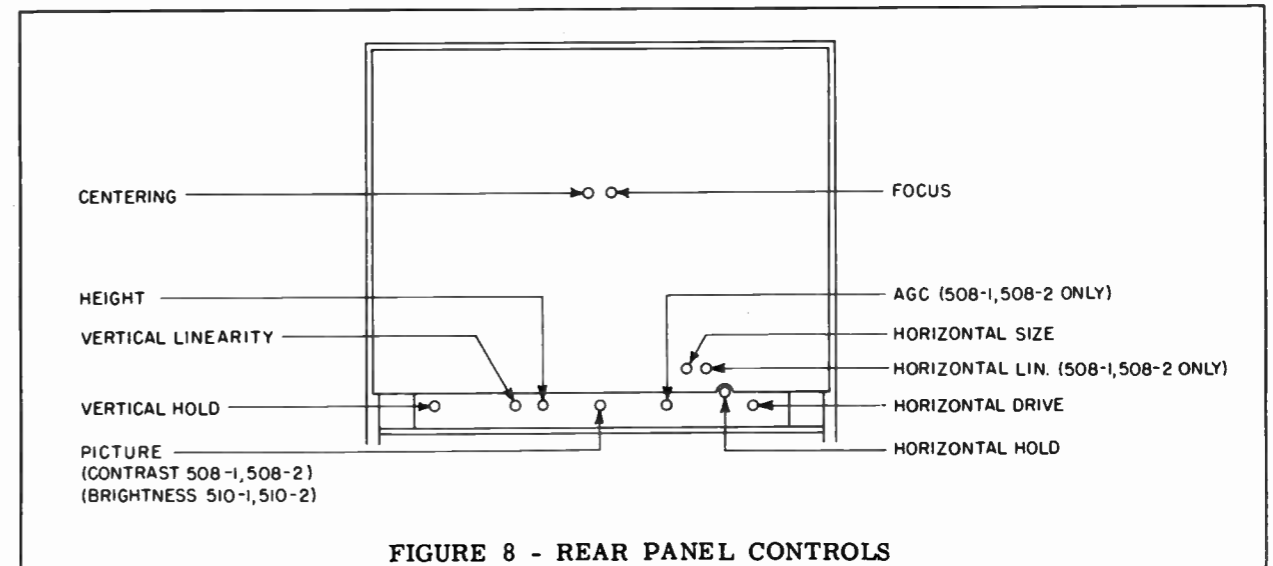 CENTERING
FOCUS
HEIGHT
AGC (508-1,508-2 ONLY)
VERTICAL LINEARITY
HORIZONTAL SIZE
HORIZONTAL LIN. (508-1,508-2 ONLY)
VERTICAL HOLD
HORIZONTAL DRIVE
PICTURE
(CONTRAST 508-1,508-2)
(BRIGHTNESS 510-1,510-2)
HORIZONTAL HOLD
FIGURE 8 - REAR PANEL CONTROLS